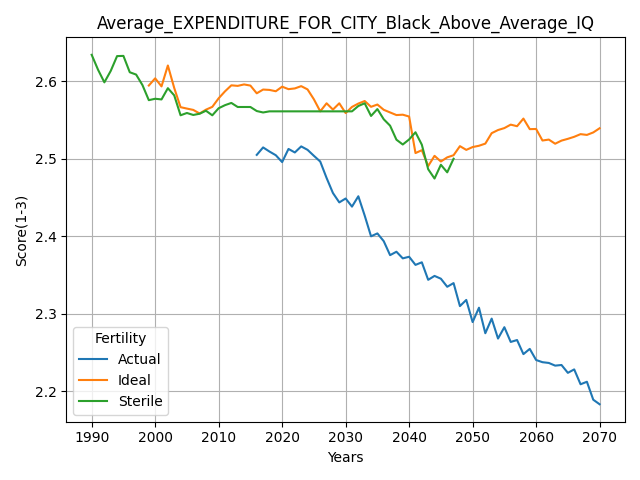 Average_EXPENDITURE_FOR_CITY_Black_Above_Average_IQ
Score(1-3)
2.6
2.5
2.4
2.3
2.2
Fertility
Actual
Ideal
Sterile
1990 2000 2010 2020 2030 2040 2050 2060 2070
Years